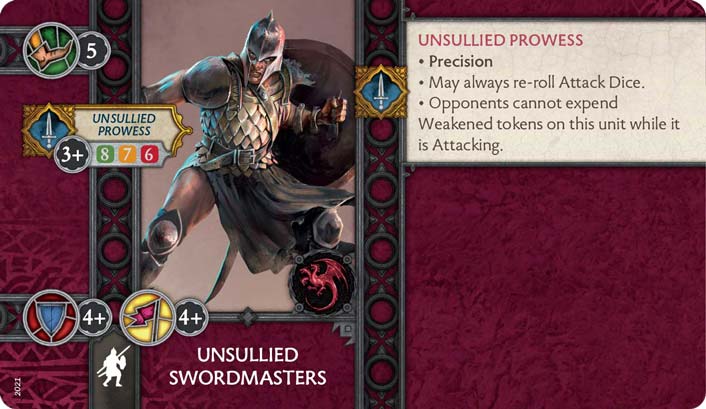 5
UNSULLIED
PROWESS
3+ 8 7 6
4+ 4+
UNSULLIED
SWORDMASTERS
2021
UNSULLIED PROWESS
• Precision
• May always re-roll Attack Dice.
• Opponents cannot expend
Weakened tokens on this unit while it
is Attacking.